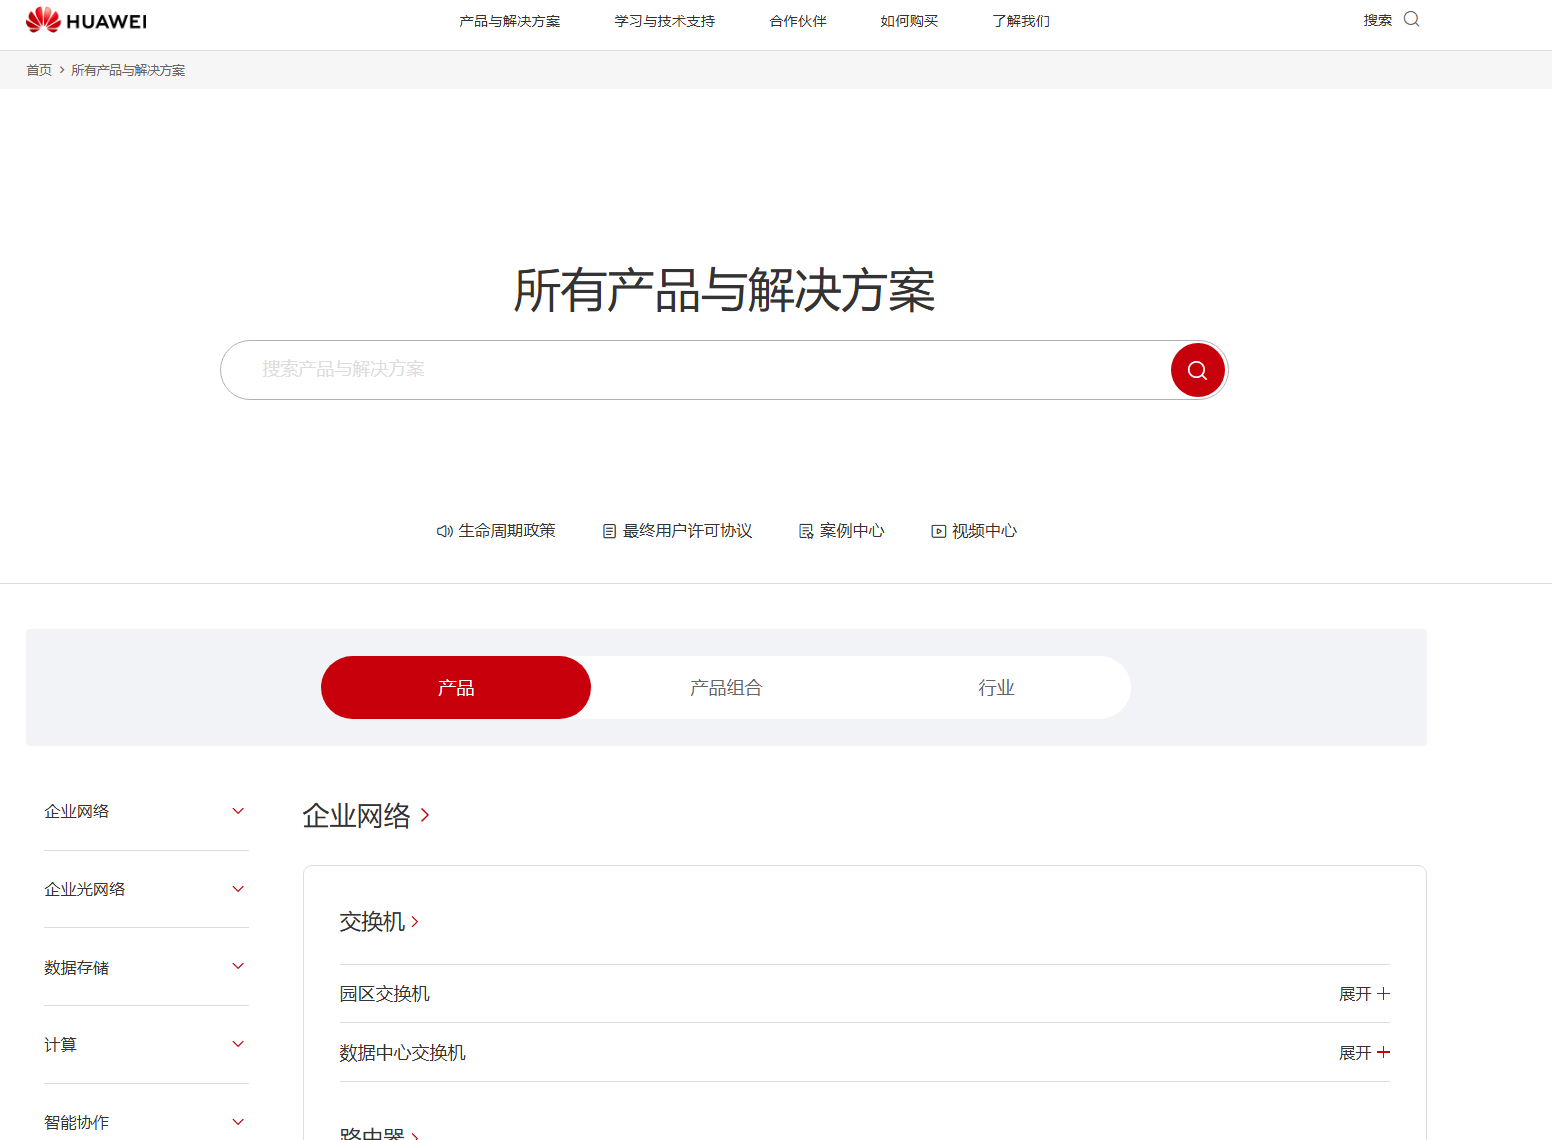 HUAWEI 产品与解决方案 学习与技术支持 合作伙伴 如何购买 了解我们 搜索
首页 > 所有产品与解决方案
所有产品与解决方案
搜索产品与解决方案
生命周期政策 最终用户许可协议 案例中心 视频中心
产品 产品组合 行业
企业网络
企业光网络
数据存储
计算
智能协作
企业网络 >
交换机 >
园区交换机 展开 +
数据中心交换机 展开 +
路由器 >